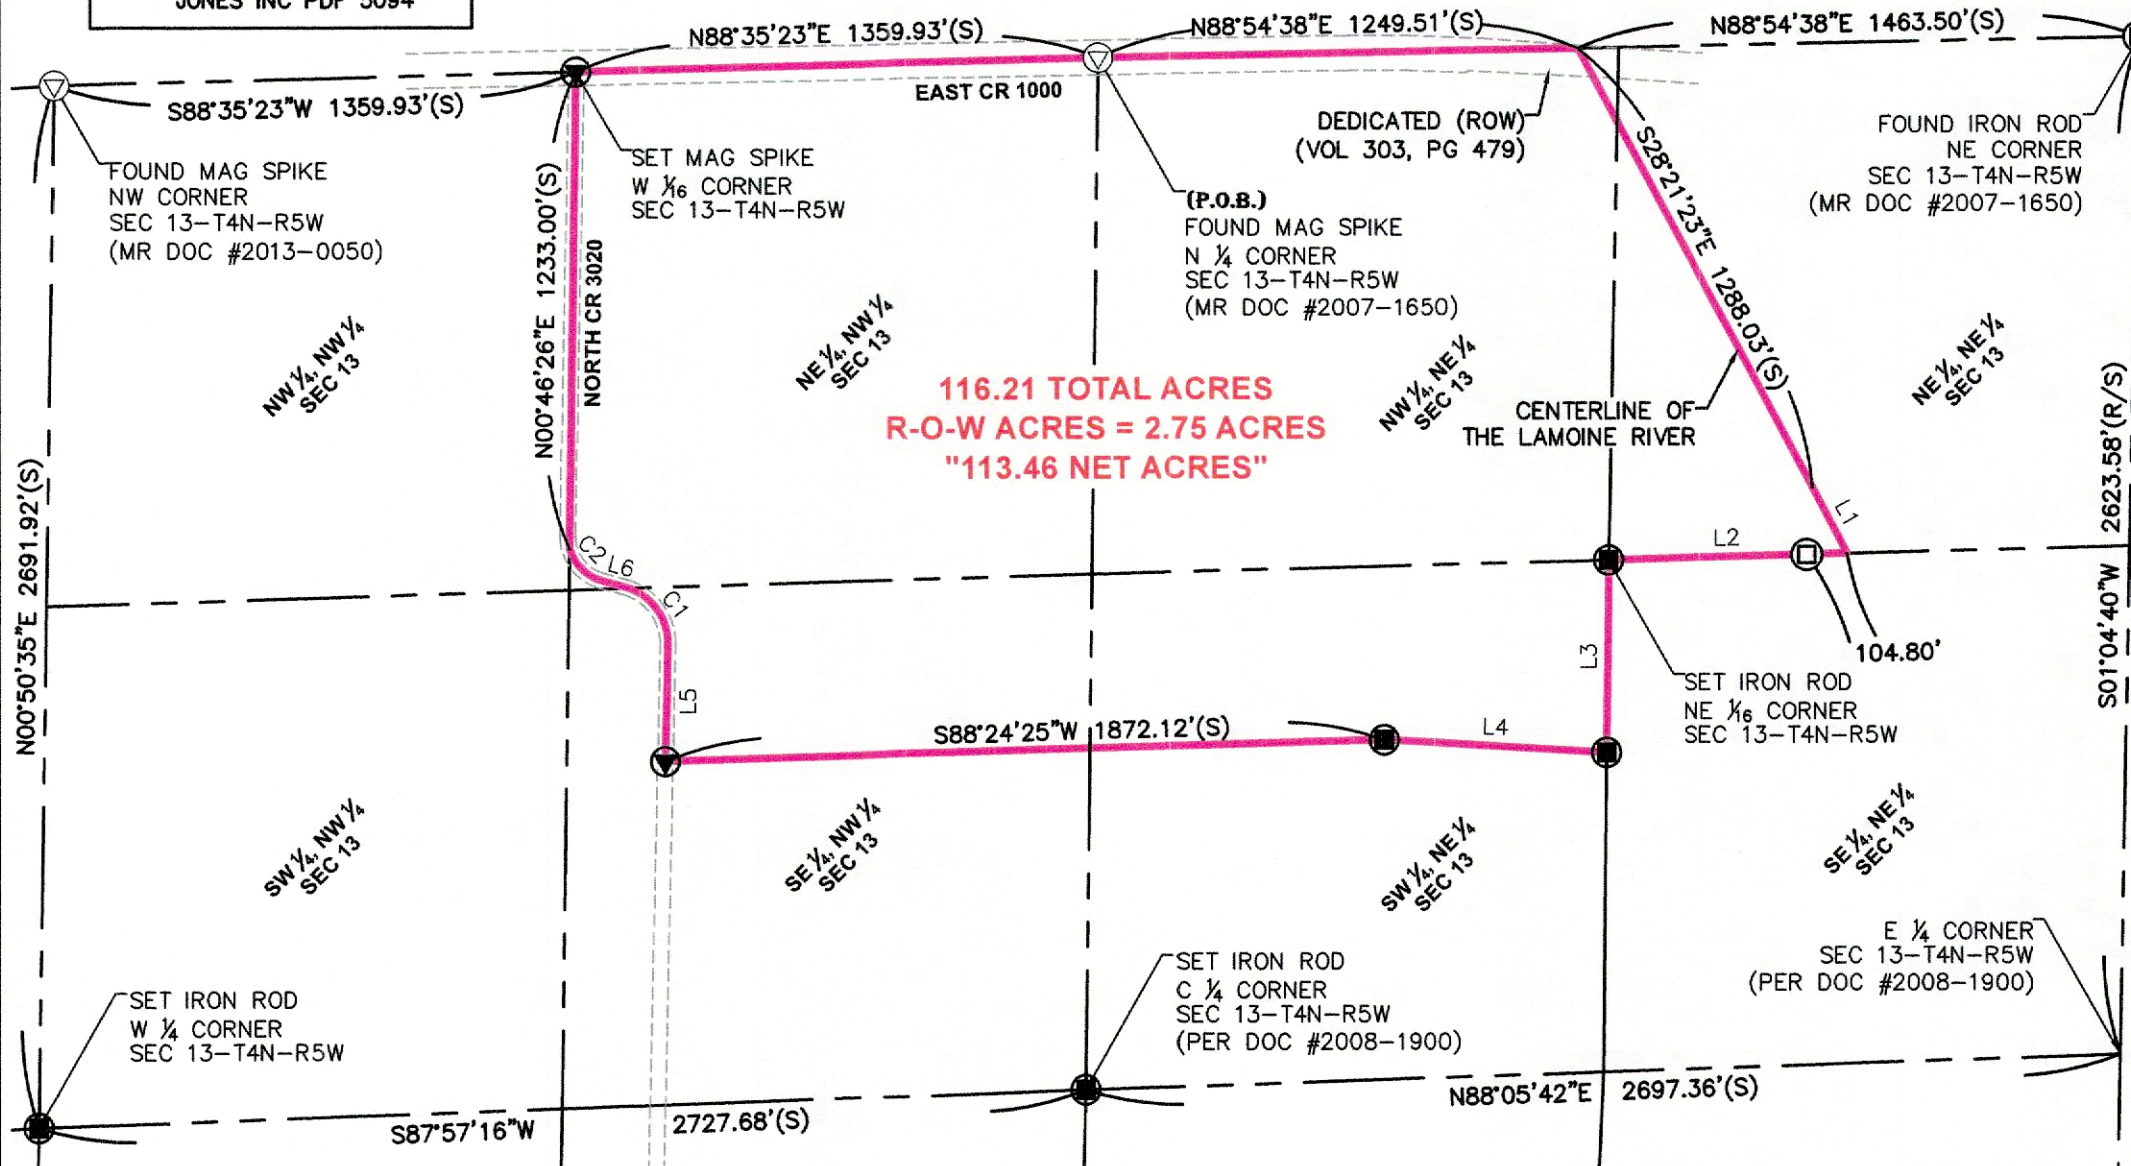 JONES INC PDF 5094
N88°35'23"E 1359.93'(S)
N88°54'38"E 1249.51'(S)
N88°54'38"E 1463.50'(S)
S88°35'23"W 1359.93'(S)
EAST CR 1000
DEDICATED (ROW)
(VOL 303, PG 479)
FOUND MAG SPIKE
NW CORNER
SEC 13-T4N-R5W
(MR DOC #2013-0050)
SET MAG SPIKE
W 1/16 CORNER
SEC 13-T4N-R5W
(P.O.B.)
FOUND MAG SPIKE
N 1/4 CORNER
SEC 13-T4N-R5W
(MR DOC #2007-1650)
FOUND IRON ROD
NE CORNER
SEC 13-T4N-R5W
(MR DOC #2007-1650)
N00°46'26"E 1233.00'(S)
NORTH CR 3020
S28°21'23"E 1288.03'(S)
NW 1/4, NW 1/4
SEC 13
NE 1/4, NW 1/4
SEC 13
NW 1/4, NE 1/4
SEC 13
NE 1/4, NE 1/4
SEC 13
116.21 TOTAL ACRES
R-O-W ACRES = 2.75 ACRES
"113.46 NET ACRES"
CENTERLINE OF
THE LAMOINE RIVER
N00°50'35"E 2691.92'(S)
S01°04'40"W 2623.58'(R/S)
L1
L2
C2
L6
C1
L3
L5
104.80'
SET IRON ROD
NE 1/16 CORNER
SEC 13-T4N-R5W
S88°24'25"W 1872.12'(S)
L4
SW 1/4, NW 1/4
SEC 13
SE 1/4, NW 1/4
SEC 13
SW 1/4, NE 1/4
SEC 13
SE 1/4, NE 1/4
SEC 13
SET IRON ROD
W 1/4 CORNER
SEC 13-T4N-R5W
SET IRON ROD
C 1/4 CORNER
SEC 13-T4N-R5W
(PER DOC #2008-1900)
E 1/4 CORNER
SEC 13-T4N-R5W
(PER DOC #2008-1900)
S87°57'16"W 2727.68'(S)
N88°05'42"E 2697.36'(S)